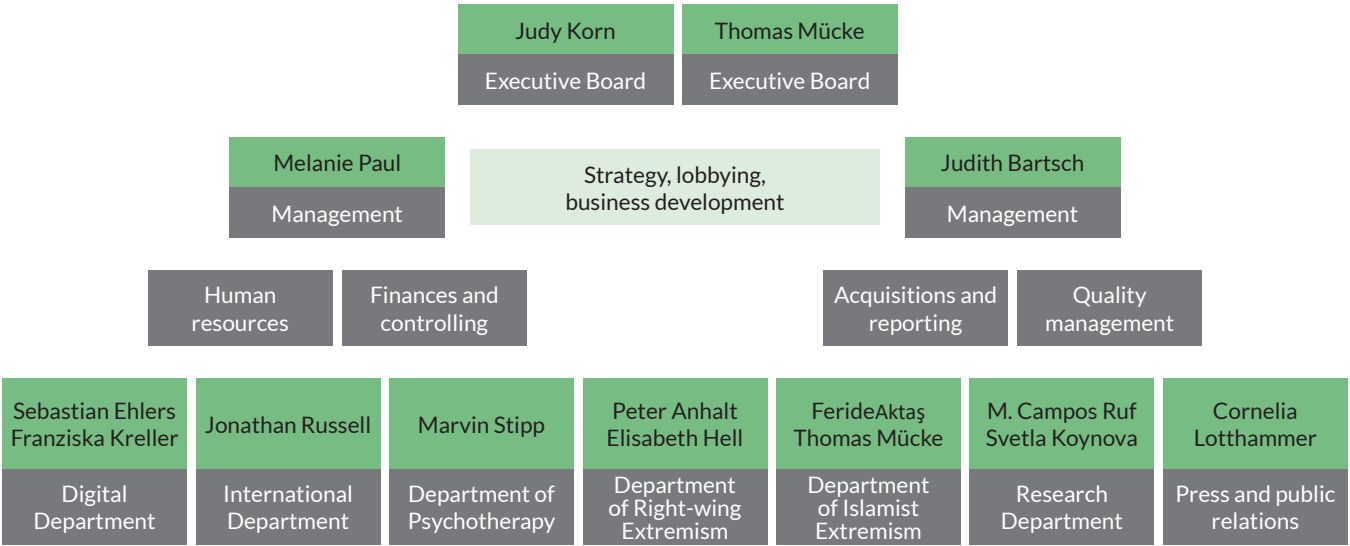 Judy Korn
Executive Board
Thomas Mücke
Executive Board
Melanie Paul
Management
Strategy, lobbying,
business development
Judith Bartsch
Management
Human
resources
Finances and
controlling
Acquisitions and
reporting
Quality
management
Sebastian Ehlers
Franziska Kreller
Digital
Department
Jonathan Russell
International
Department
Marvin Stipp
Department of
Psychotherapy
Peter Anhalt
Elisabeth Hell
Department
of Right-wing
Extremism
FerideAktaş
Thomas Mücke
Department
of Islamist
Extremism
M. Campos Ruf
Svetla Koynova
Research
Department
Cornelia
Lotthammer
Press and public
relations